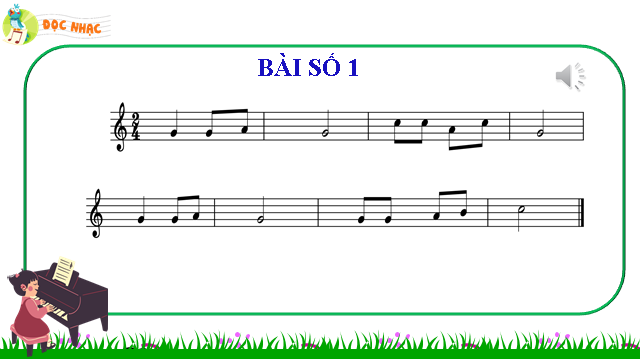 ĐỌC NHẠC
BÀI SỐ 1
2
4